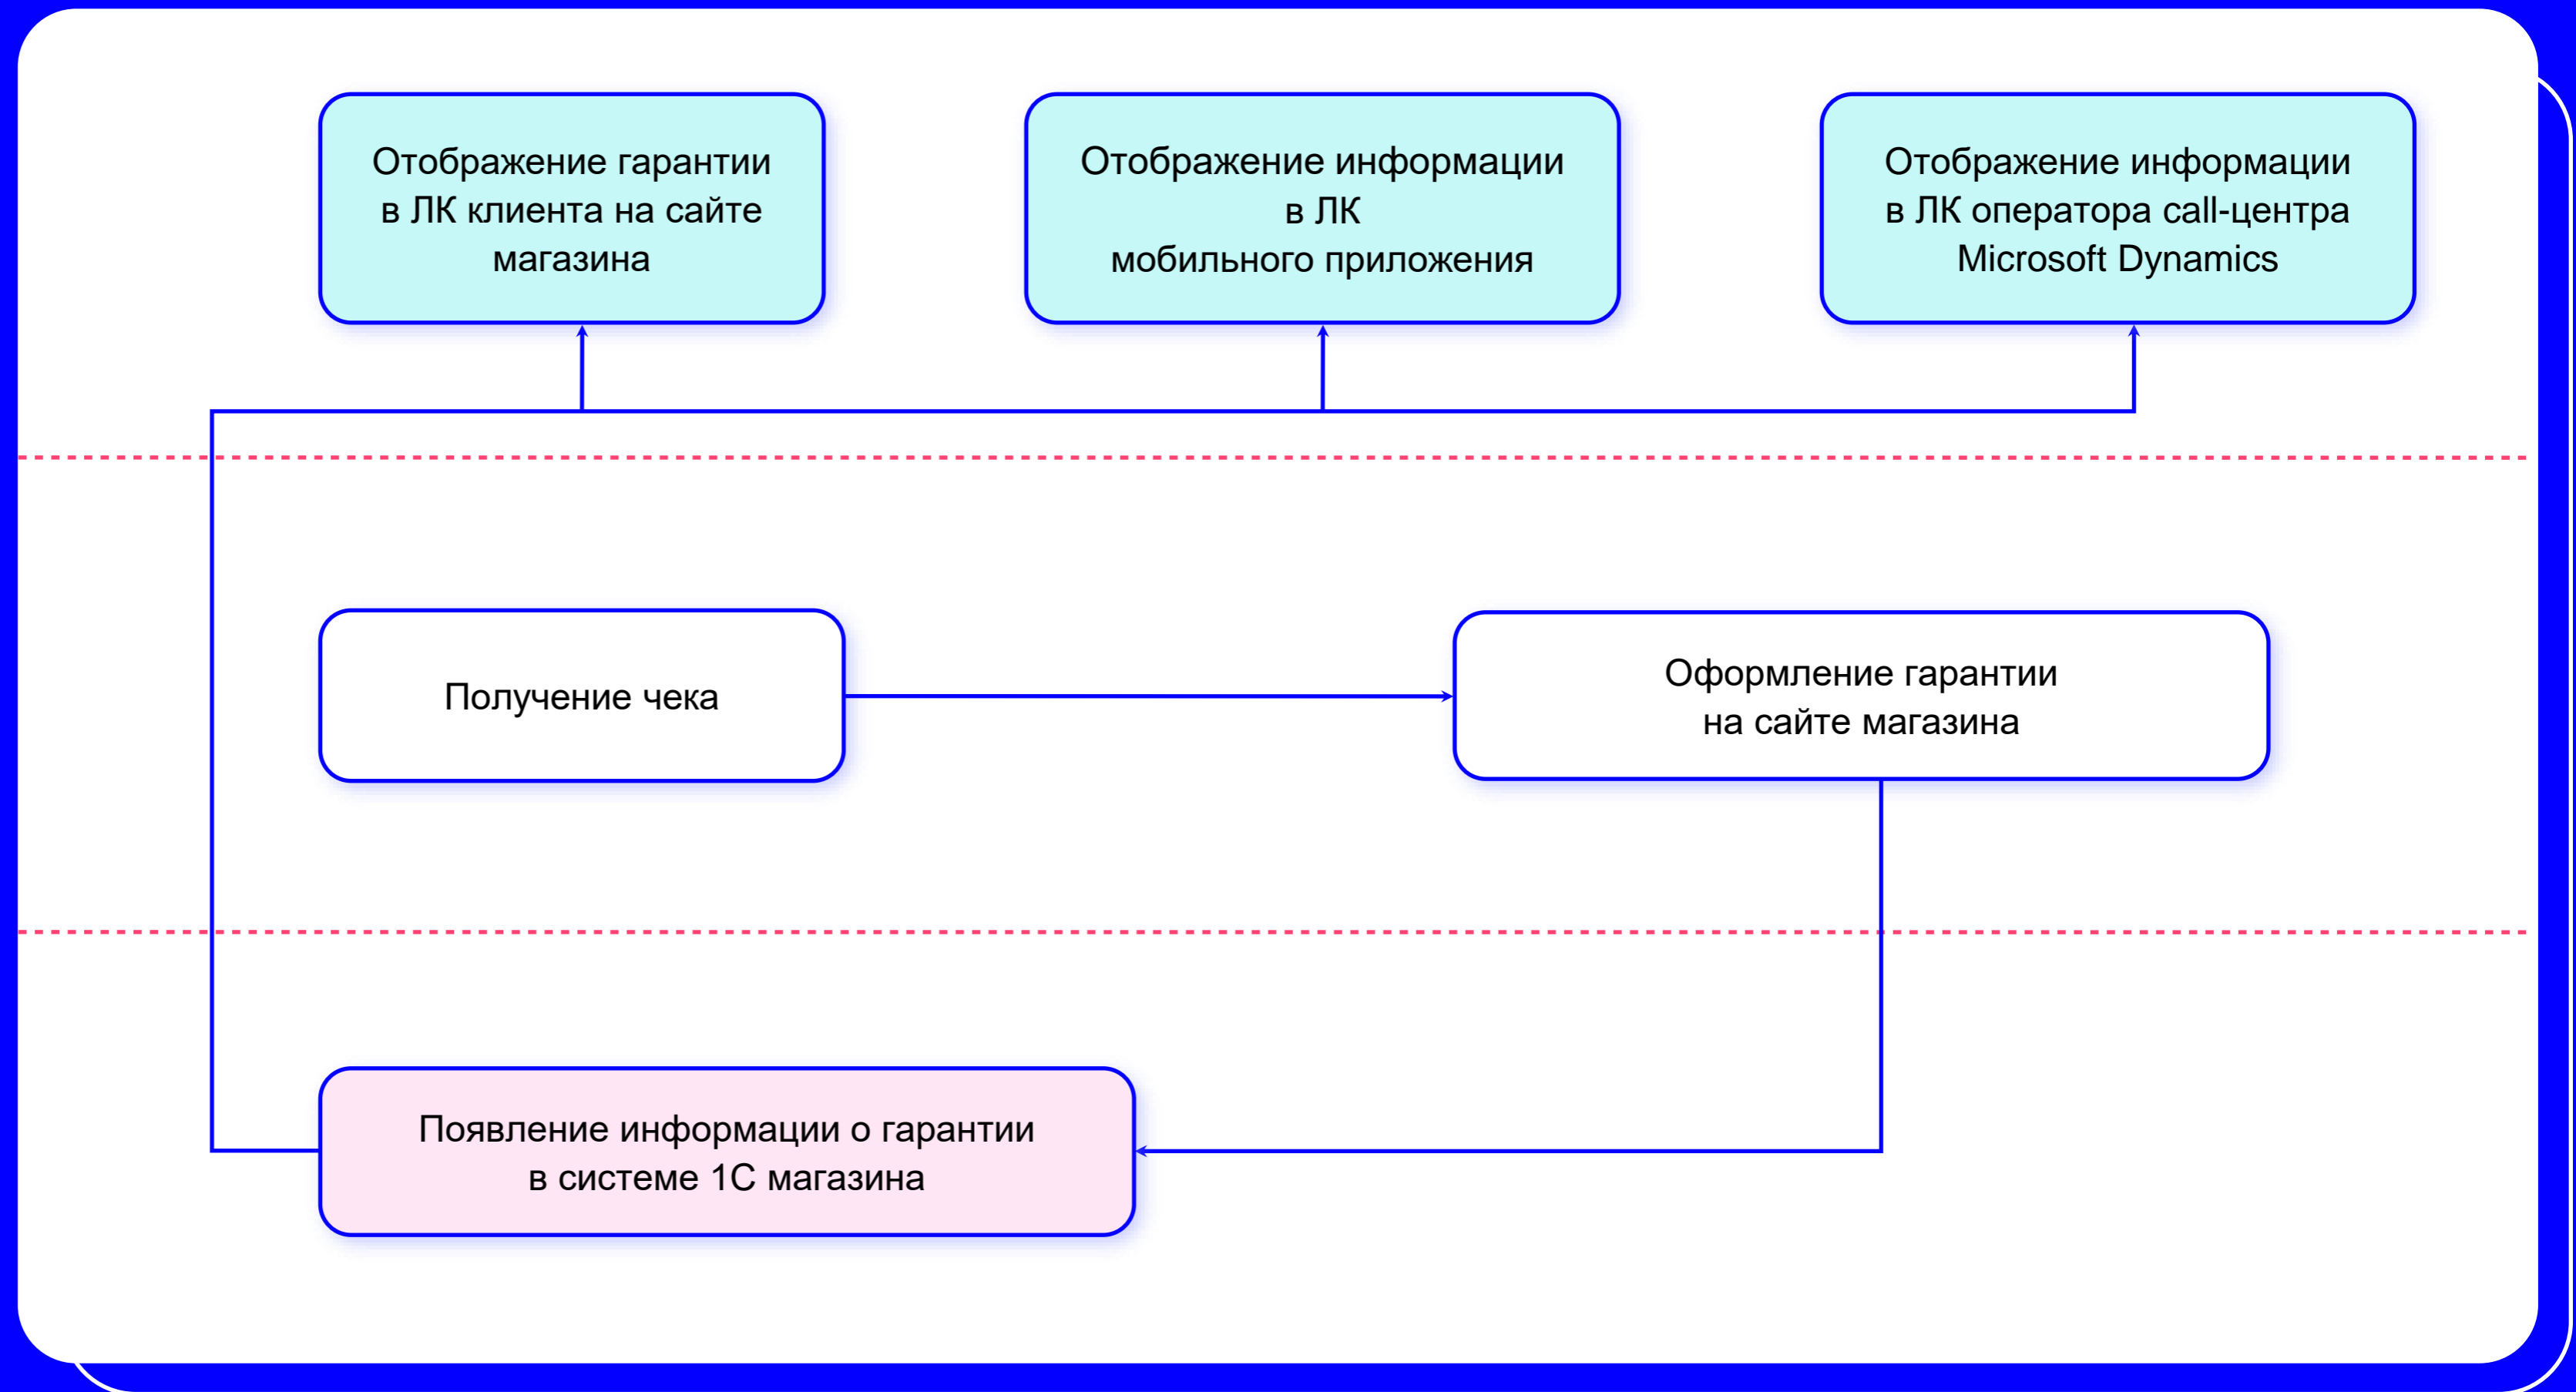 Отображение гарантии
в ЛК клиента на сайте
магазина
Отображение информации
в ЛК
мобильного приложения
Отображение информации
в ЛК оператора call-центра
Microsoft Dynamics
Получение чека
Оформление гарантии
на сайте магазина
Появление информации о гарантии
в системе 1С магазина